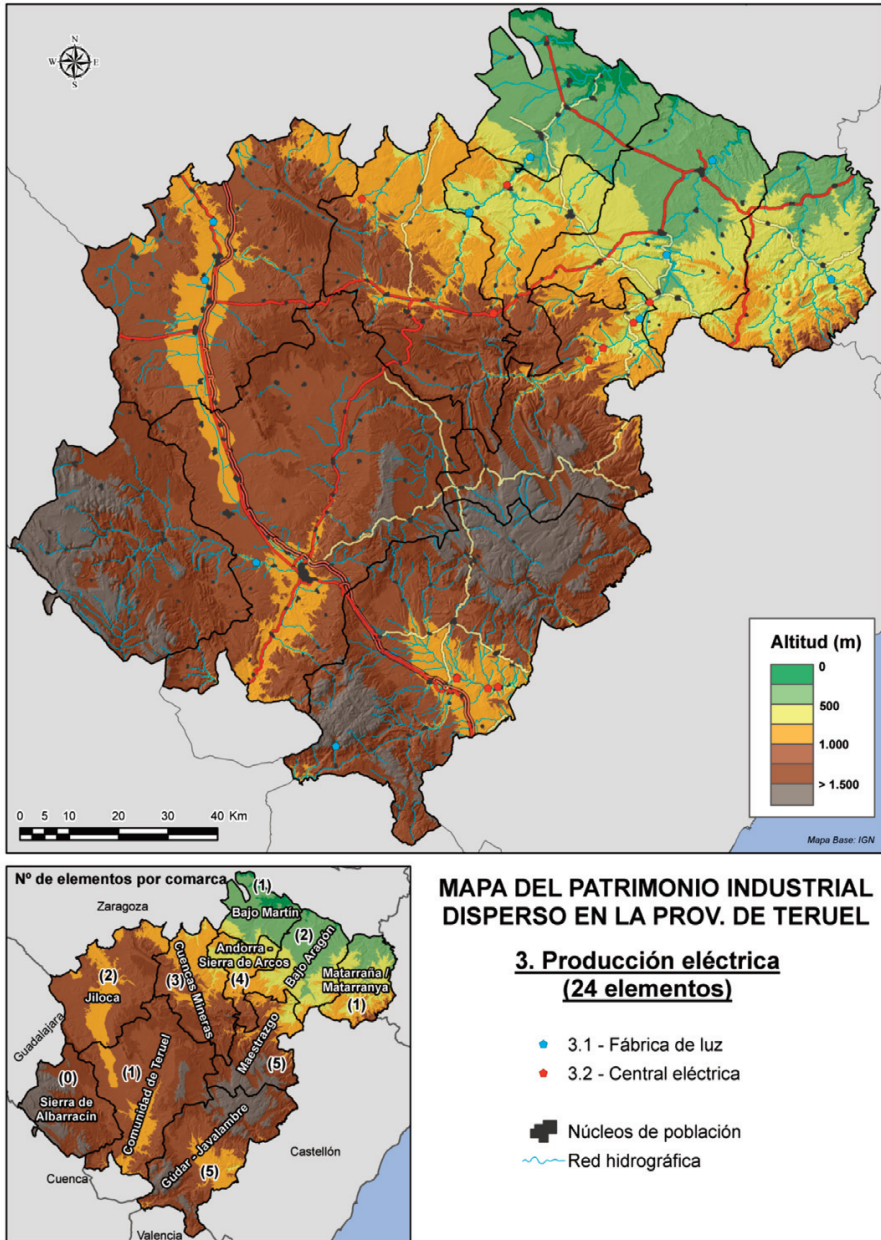 N
W
E
S
Altitud (m)
0
500
1.000
> 1.500
0 5 10 20 30 40 Km
Mapa Base: IGN
Nº de elementos por comarca
Zaragoza
(1)
Bajo Martín
(2)
Bajo Aragón
Andorra -
Sierra de Arcos
(4)
Cuencas Mineras
(3)
(2)
Jiloca
Matarraña /
Matarranya
(1)
Maestrazgo
(5)
Guadalajara
(0)
Sierra de
Albarracín
(1)
Comunidad de Teruel
Gúdar - Javalambre
(5)
Castellón
Cuenca
Valencia
MAPA DEL PATRIMONIO INDUSTRIAL
DISPERSO EN LA PROV. DE TERUEL
3. Producción eléctrica
(24 elementos)
3.1 - Fábrica de luz
3.2 - Central eléctrica
Núcleos de población
Red hidrográfica